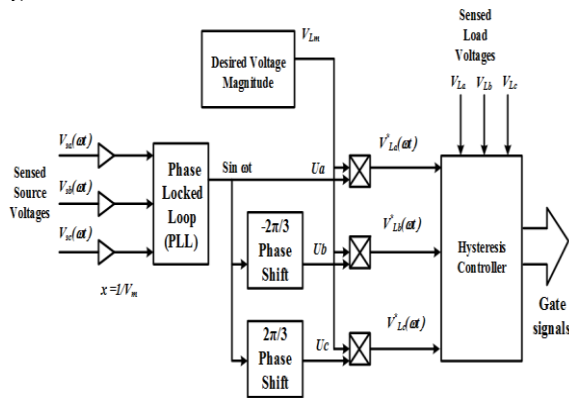 Sensed
Load
Voltages
V_La V_Lb V_Lc
V_Lm
Desired Voltage
Magnitude
V_sa(ωt)
V_sb(ωt)
V_sc(ωt)
Sensed
Source
Voltages
x = 1/V_m
Phase
Locked
Loop
(PLL)
Sin ωt
Ua
V*_La(ωt)
-2π/3
Phase
Shift
Ub
V*_Lb(ωt)
2π/3
Phase
Shift
Uc
V*_Lc(ωt)
Hysteresis
Controller
Gate
signals